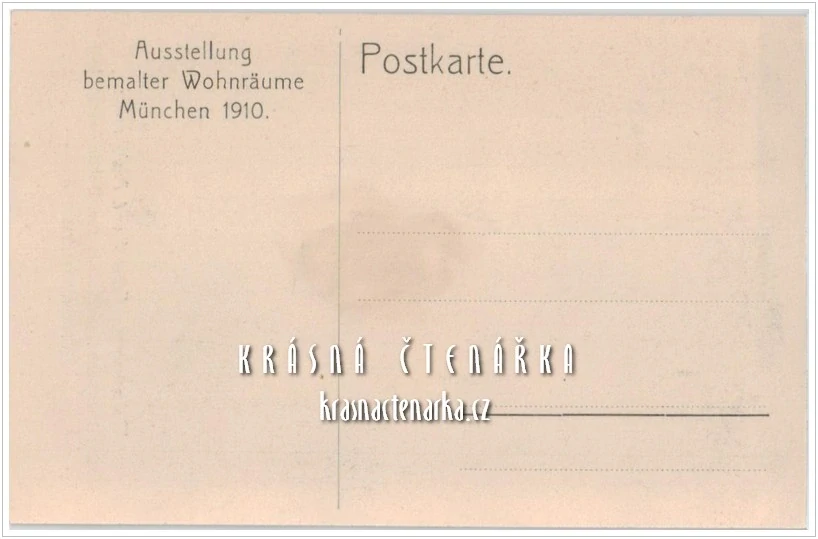 Ausstellung
bemalter Wohnräume
München 1910.
Postkarte.
KRÁSNÁ ČTENÁŘKA
krasnactenarka.cz